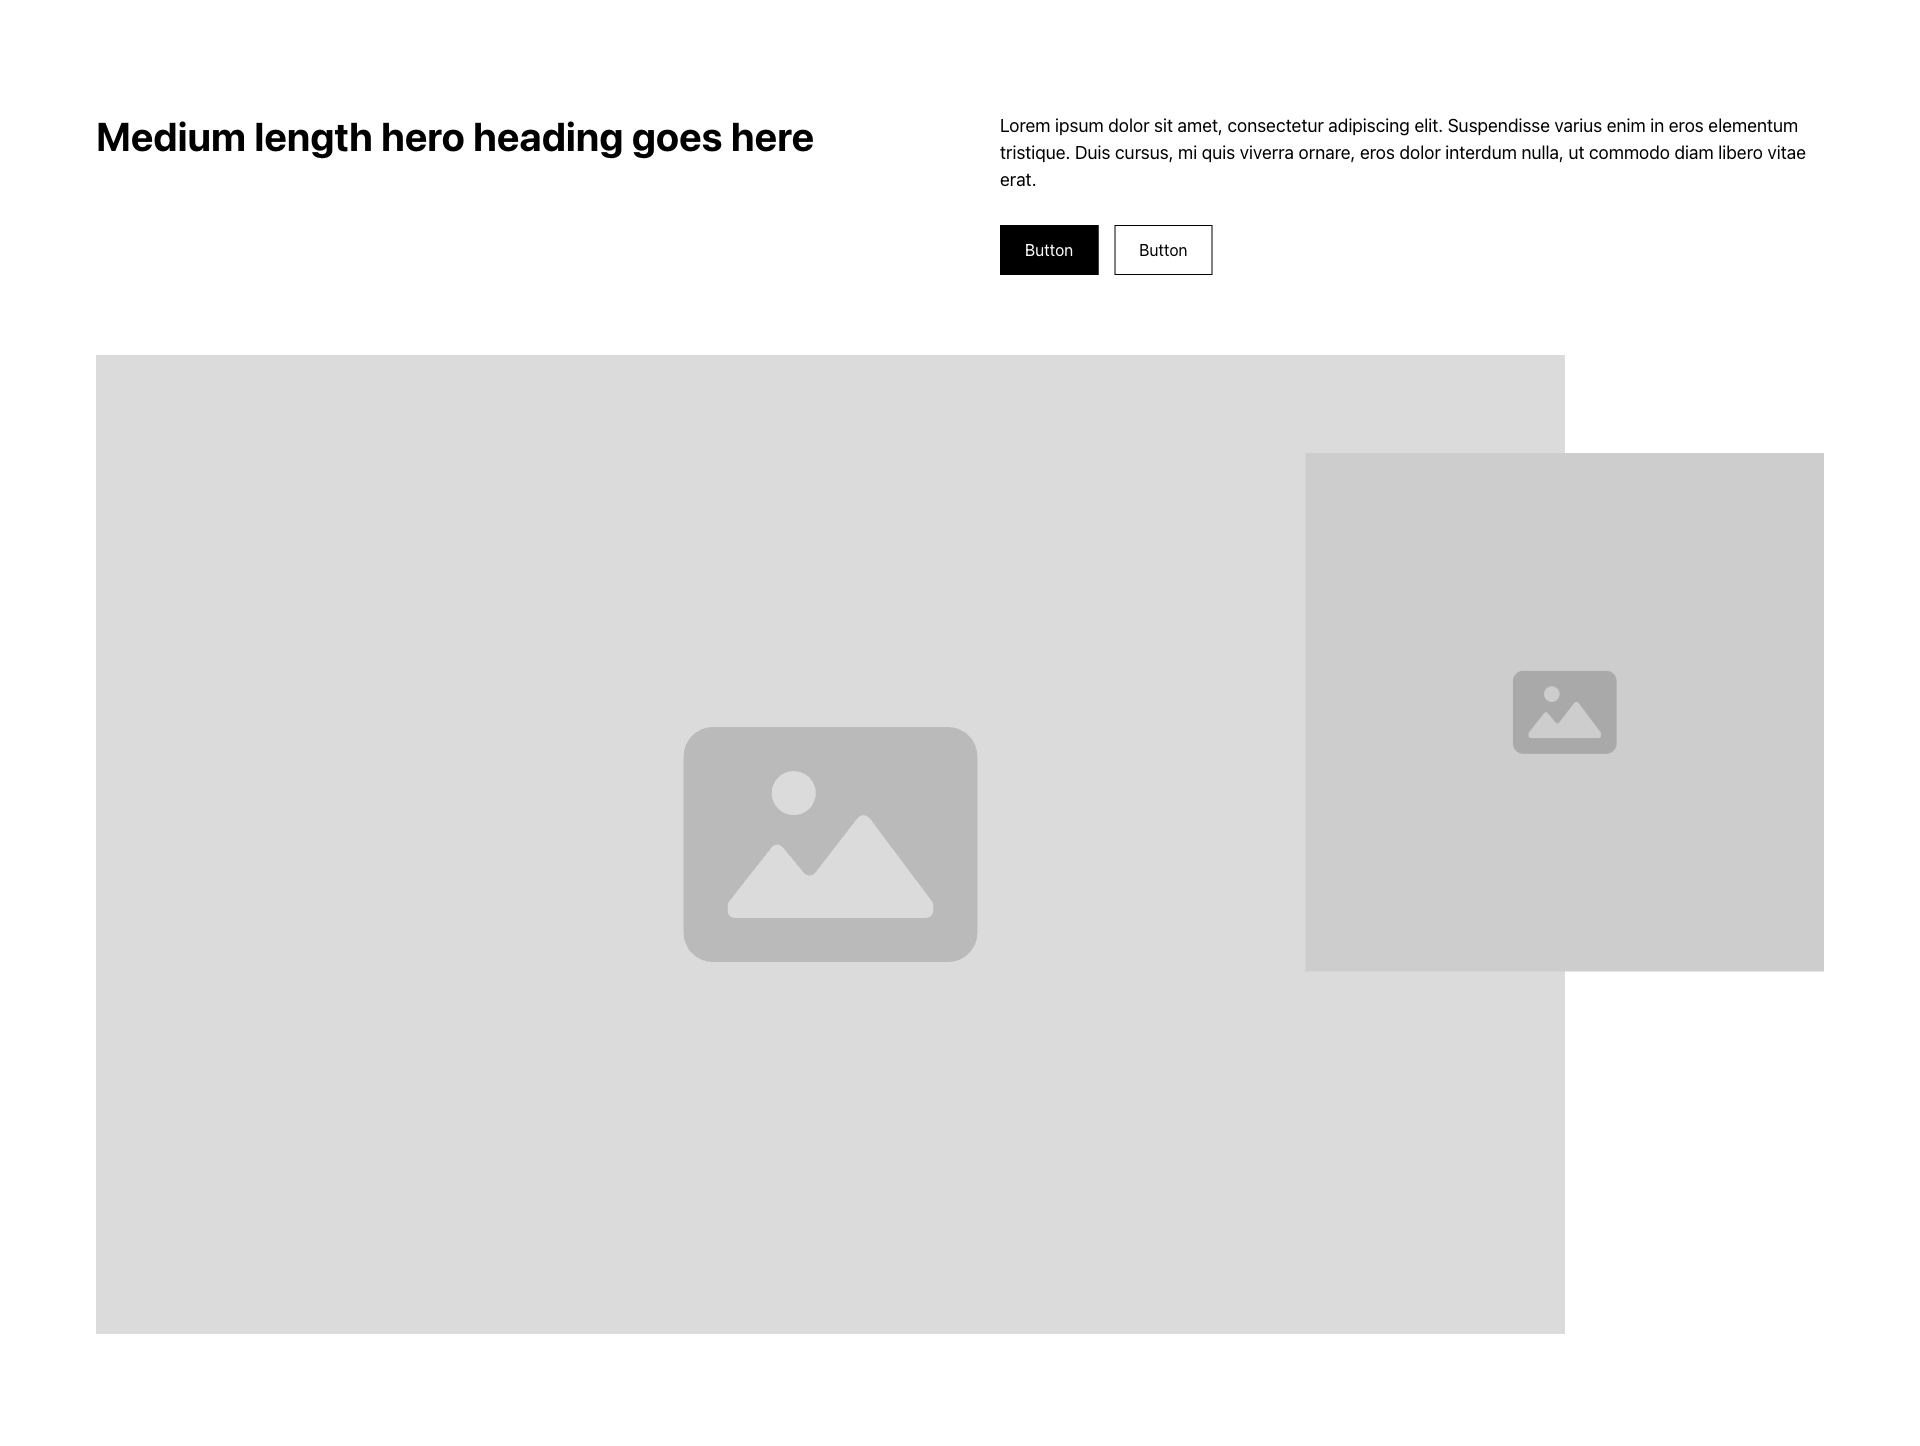 Medium length hero heading goes here
Lorem ipsum dolor sit amet, consectetur adipiscing elit. Suspendisse varius enim in eros elementum
tristique. Duis cursus, mi quis viverra ornare, eros dolor interdum nulla, ut commodo diam libero vitae
erat.
Button
Button